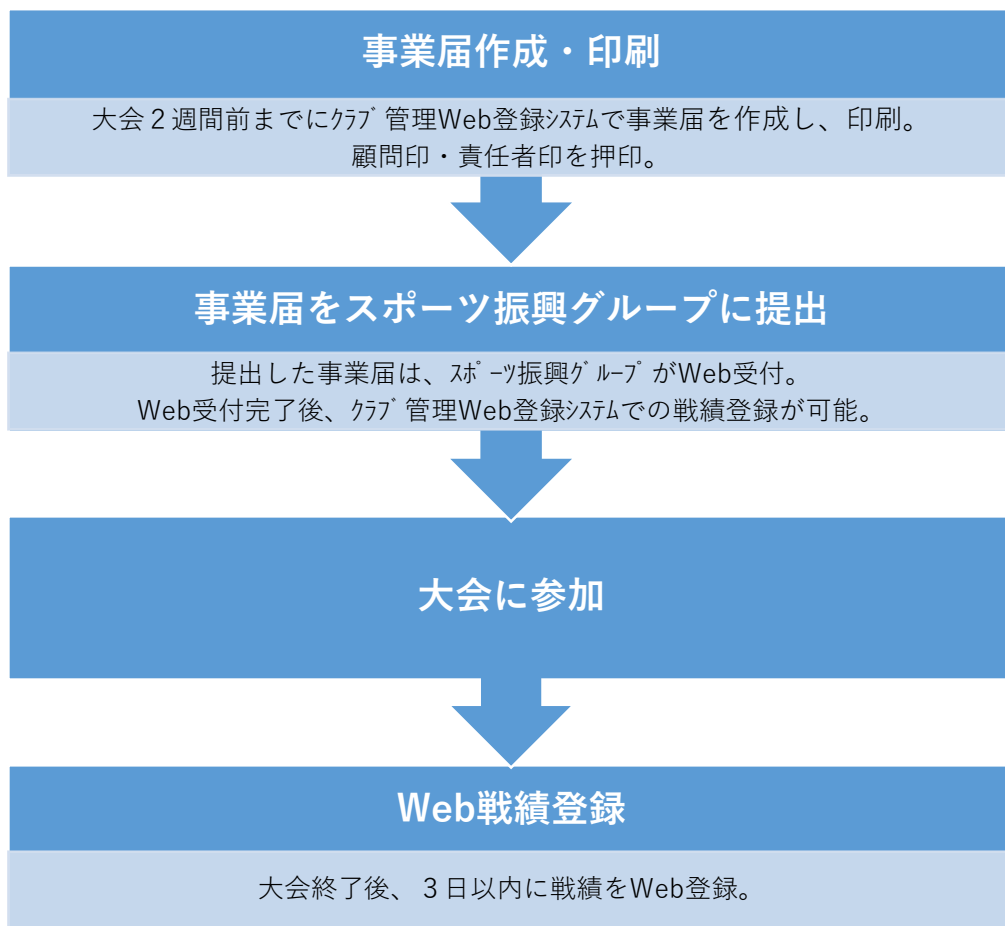 事業届作成・印刷
大会２週間前までにｸﾗﾌﾞ管理Web登録ｼｽﾃﾑで事業届を作成し、印刷。
顧問印・責任者印を押印。
事業届をスポーツ振興グループに提出
提出した事業届は、ｽﾎﾟｰﾂ振興ｸﾞﾙｰﾌﾟがWeb受付。
Web受付完了後、ｸﾗﾌﾞ管理Web登録ｼｽﾃﾑでの戦績登録が可能。
大会に参加
Web戦績登録
大会終了後、３日以内に戦績をWeb登録。